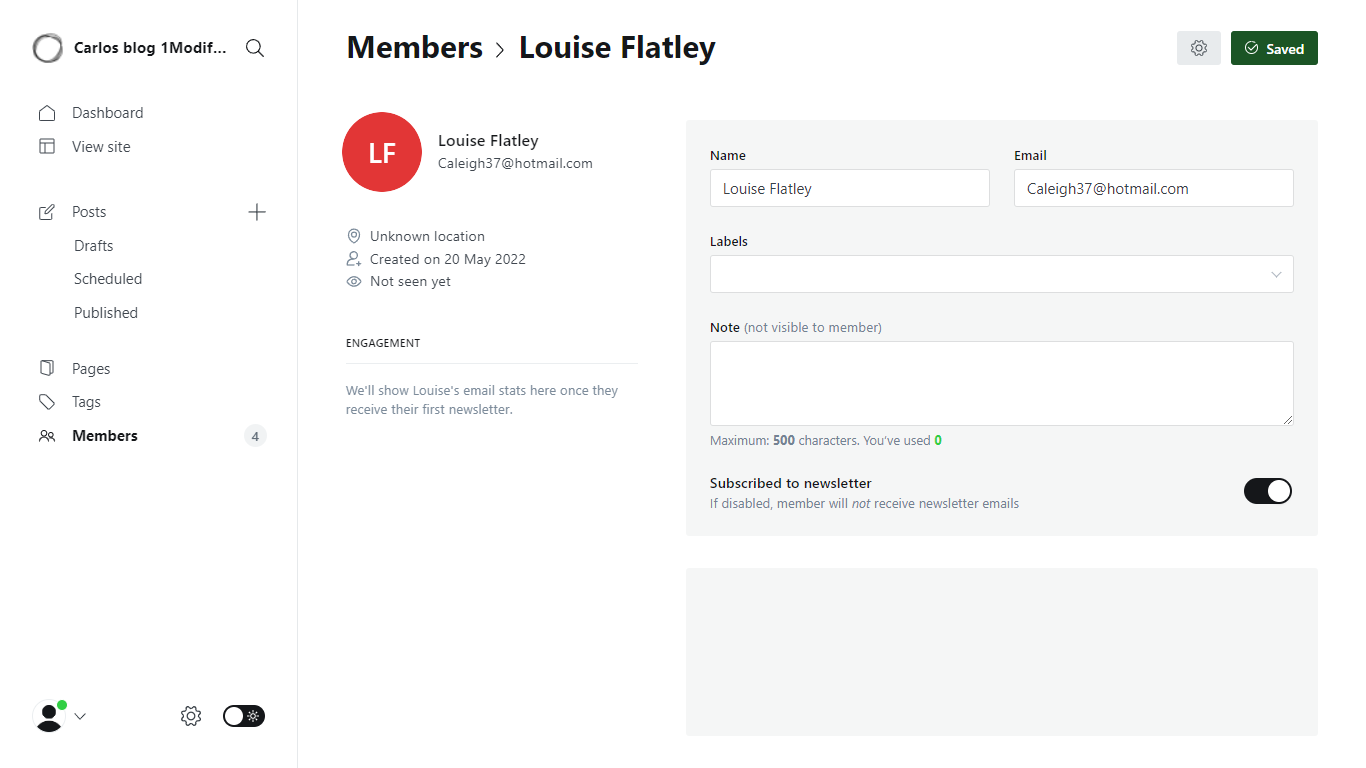 Carlos blog 1Modif...
Dashboard
View site
Posts
Drafts
Scheduled
Published
Pages
Tags
Members
4
Members > Louise Flatley
Saved
LF
Louise Flatley
Caleigh37@hotmail.com
Unknown location
Created on 20 May 2022
Not seen yet
ENGAGEMENT
We'll show Louise's email stats here once they
receive their first newsletter.
Name
Louise Flatley
Email
Caleigh37@hotmail.com
Labels
Note (not visible to member)
Maximum: 500 characters. You've used 0
Subscribed to newsletter
If disabled, member will not receive newsletter emails